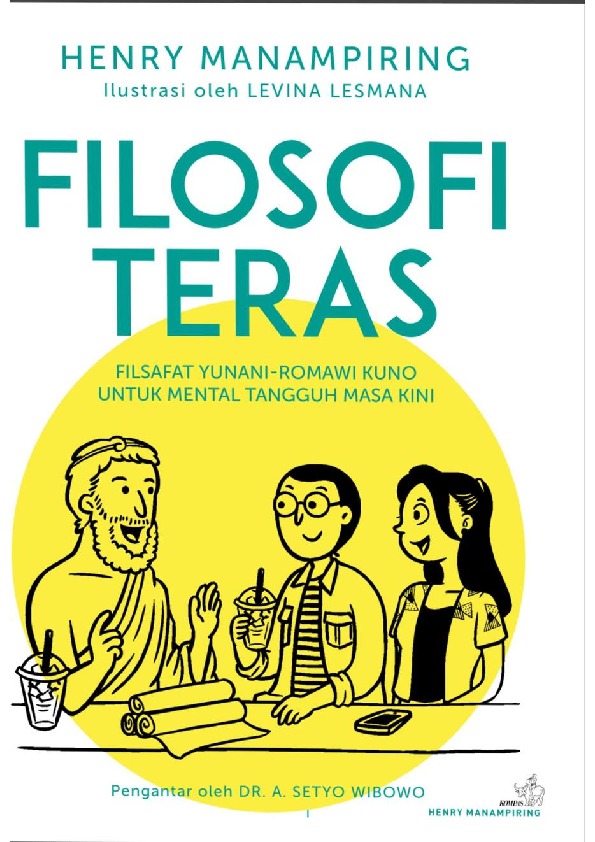 HENRY MANAMPIRING
Ilustrasi oleh LEVINA LESMANA
FILOSOFI
TERAS
FILSAFAT YUNANI-ROMAWI KUNO
UNTUK MENTAL TANGGUH MASA KINI
Pengantar oleh DR. A. SETYO WIBOWO
KOMPAS
I
HENRY MANAMPIRING